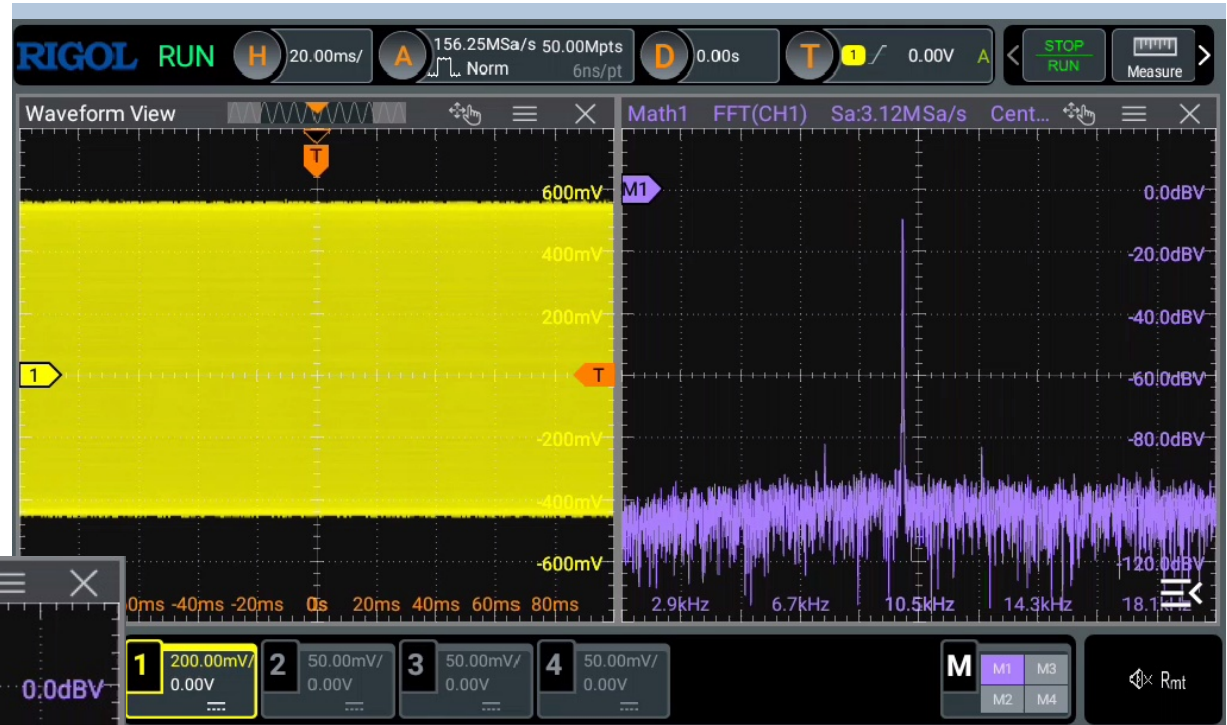 RIGOL RUN H 20.00ms/ A 156.25MSa/s 50.00Mpts D 0.00s T 1 0.00V A STOP
Norm 6ns/pt RUN Measure
Waveform View
Math1 FFT(CH1) Sa:3.12MSa/s Cent...
T
600mV
400mV
200mV
1 T
-200mV
-400mV
-600mV
0ms -40ms -20ms 0s 20ms 40ms 60ms 80ms
M1 0.0dBV
-20.0dBV
-40.0dBV
-60.0dBV
-80.0dBV
-120.0dBV
2.9kHz 6.7kHz 10.5kHz 14.3kHz 18.1
0.0dBV
1 200.00mV/ 0.00V
2 50.00mV/ 0.00V
3 50.00mV/ 0.00V
4 50.00mV/ 0.00V
M M1 M3
M2 M4
Rmt